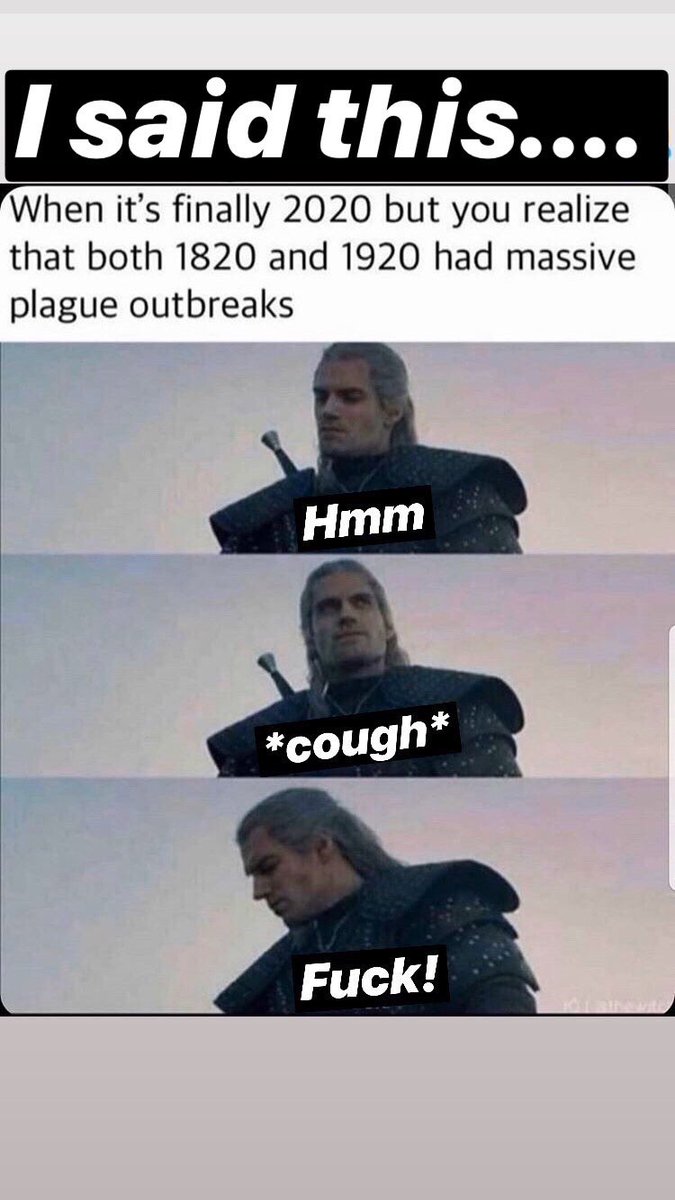 I said this....
When it’s finally 2020 but you realize
that both 1820 and 1920 had massive
plague outbreaks
Hmm
*cough*
Fuck!